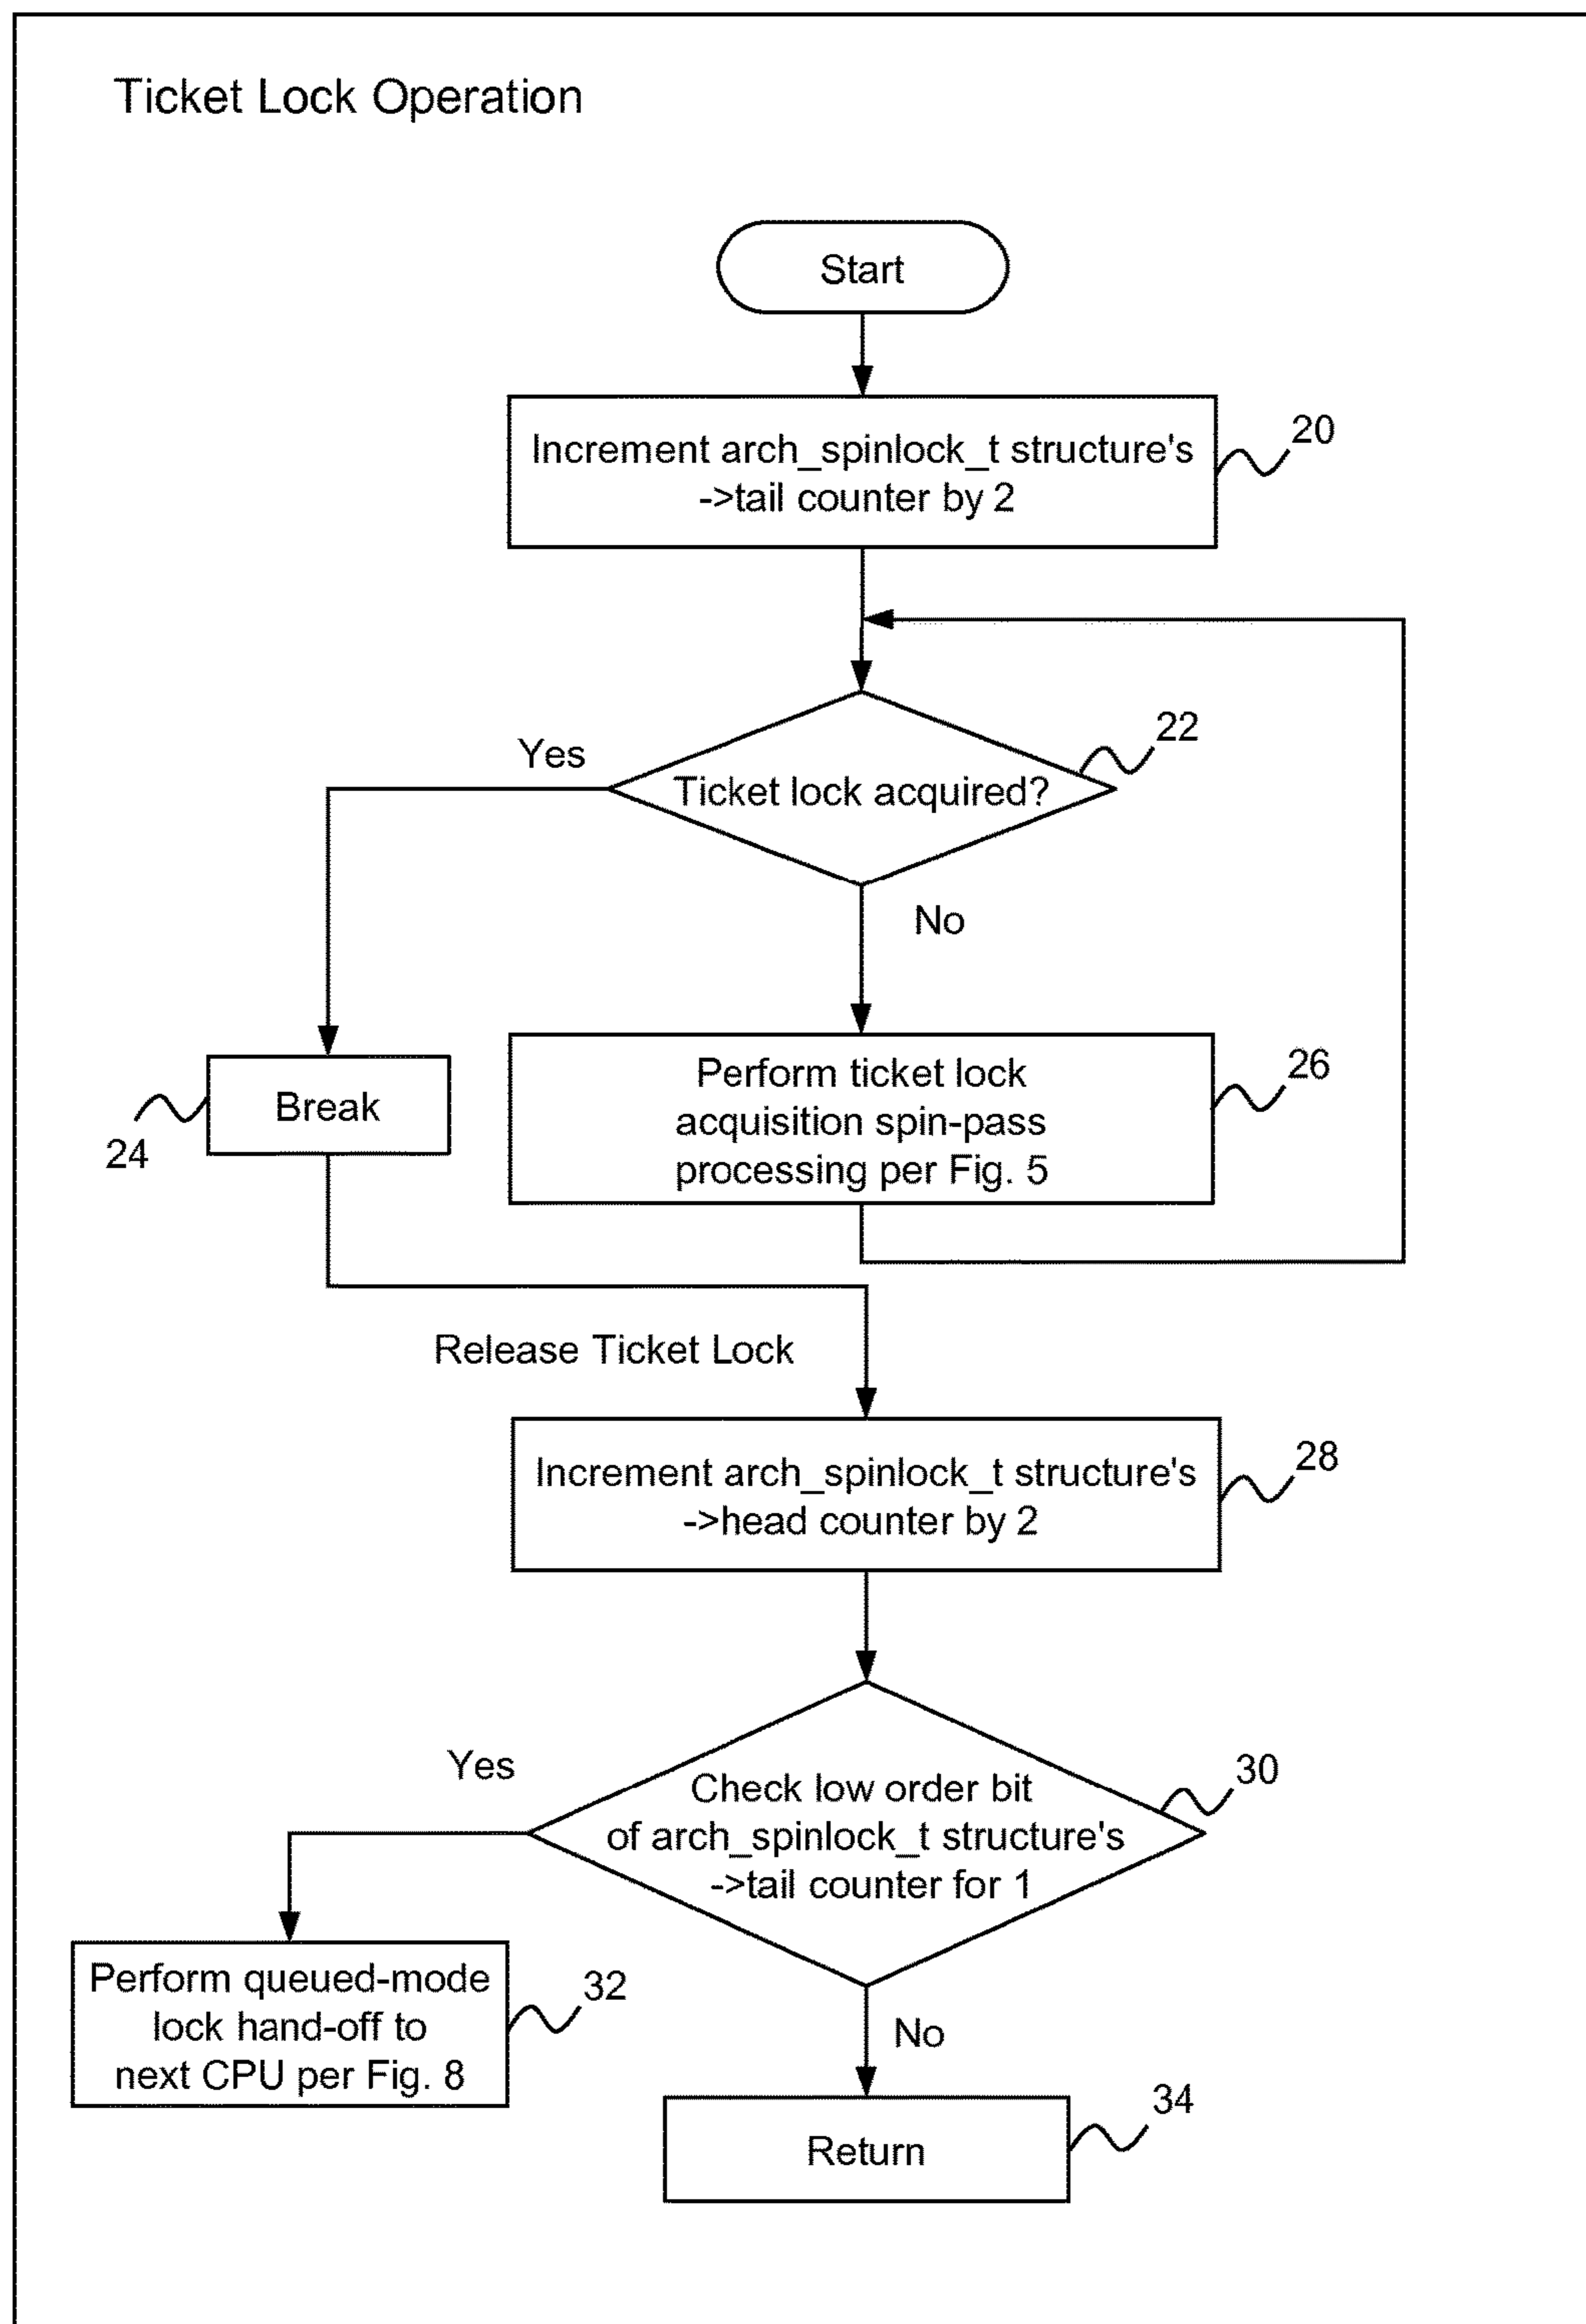 Ticket Lock Operation
Start
Increment arch_spinlock_t structure's
->tail counter by 2
20
Ticket lock acquired?
22
Yes
No
Break
24
Perform ticket lock
acquisition spin-pass
processing per Fig. 5
26
Release Ticket Lock
Increment arch_spinlock_t structure's
->head counter by 2
28
Check low order bit
of arch_spinlock_t structure's
->tail counter for 1
30
Yes
No
Perform queued-mode
lock hand-off to
next CPU per Fig. 8
32
Return
34